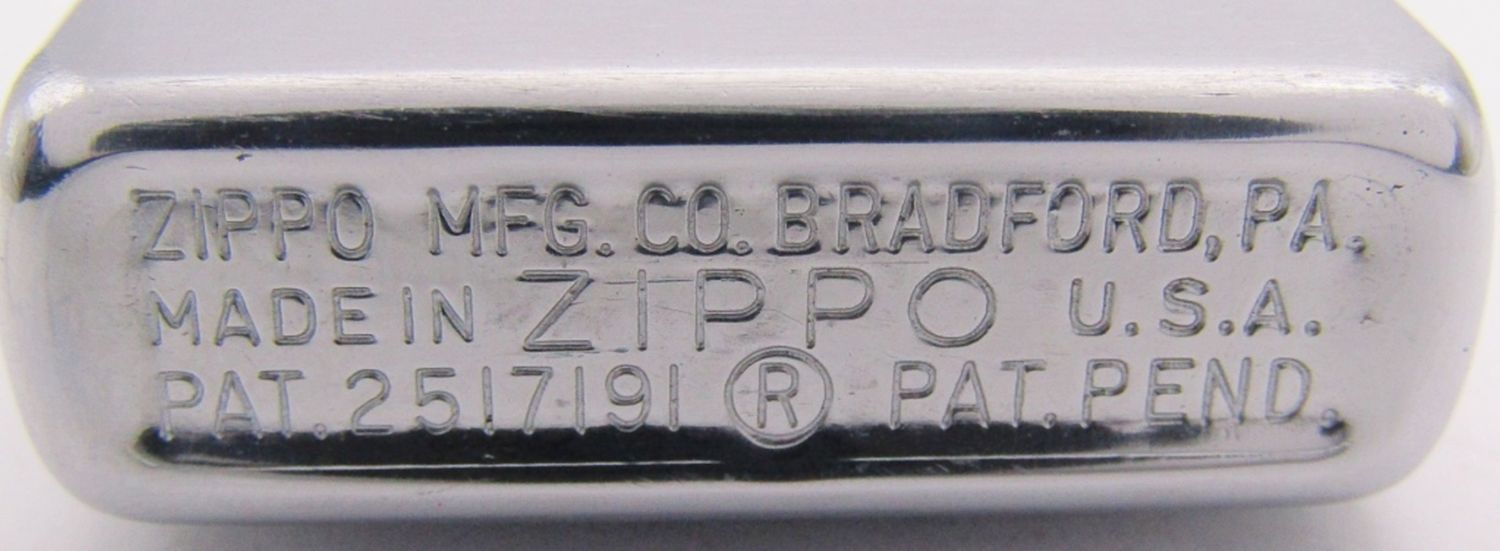 ZIPPO MFG. CO. BRADFORD, PA.
MADE IN ZIPPO U.S.A.
PAT. 2517191 ® PAT. PEND.